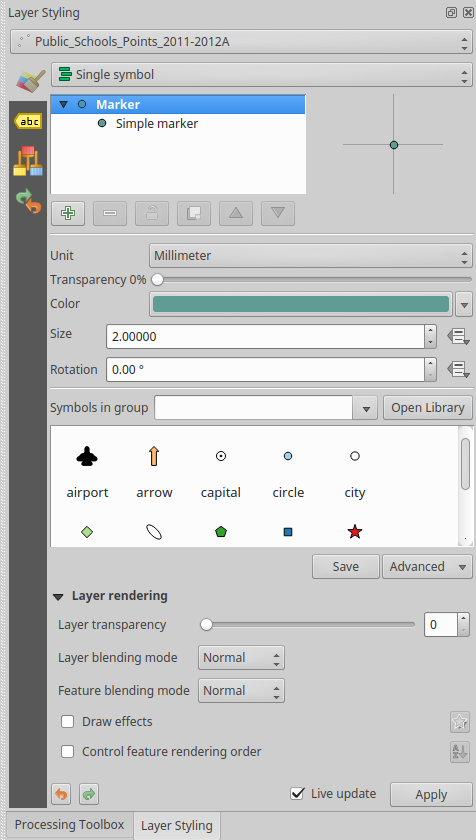 Layer Styling
Public_Schools_Points_2011-2012A
Single symbol
Marker
Simple marker
abc
Unit Millimeter
Transparency 0%
Color
Size 2.00000
Rotation 0.00 °
Symbols in group Open Library
airport arrow capital circle city
Save Advanced
Layer rendering
Layer transparency 0
Layer blending mode Normal
Feature blending mode Normal
Draw effects
Control feature rendering order
Live update Apply
Processing Toolbox Layer Styling